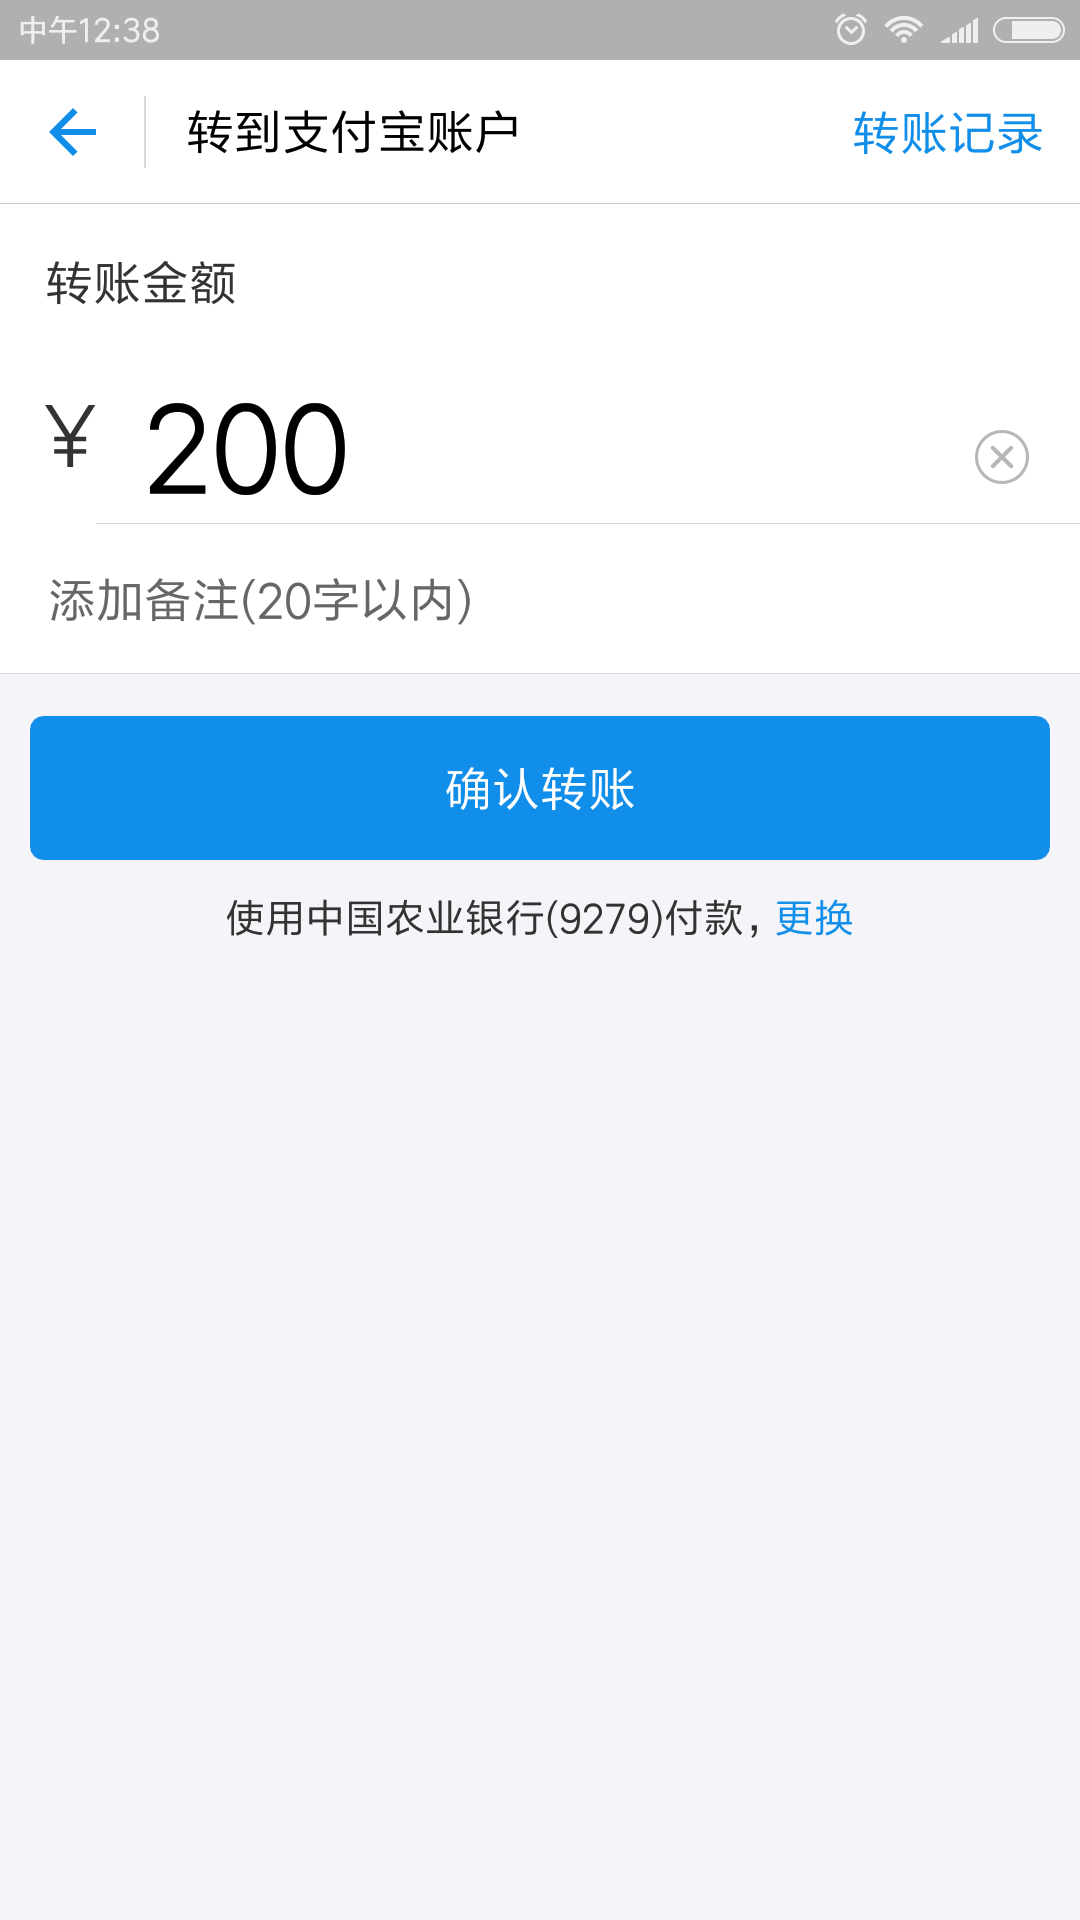 中午12:38
转到支付宝账户
转账记录
转账金额
¥ 200
添加备注(20字以内)
确认转账
使用中国农业银行(9279)付款，更换